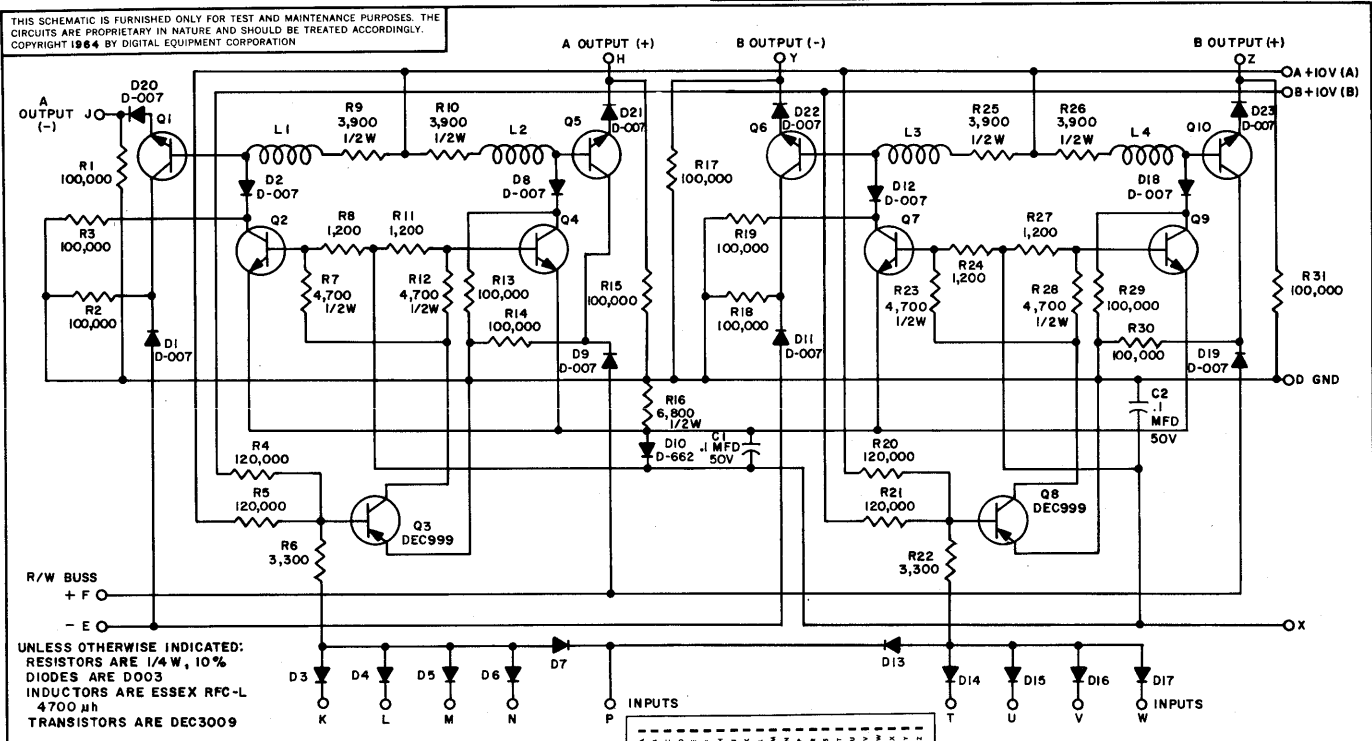 THIS SCHEMATIC IS FURNISHED ONLY FOR TEST AND MAINTENANCE PURPOSES. THE
CIRCUITS ARE PROPRIETARY IN NATURE AND SHOULD BE TREATED ACCORDINGLY.
COPYRIGHT 1964 BY DIGITAL EQUIPMENT CORPORATION
A OUTPUT (+)
H
B OUTPUT (-)
Y
B OUTPUT (+)
Z
A +10V (A)
B +10V (B)
A
OUTPUT J
(-)
D20
D-007
Q1
L1
R9
3,900
1/2W
R10
3,900
1/2W
L2
Q5
D21
D-007
Q6
D22
D-007
L3
R25
3,900
1/2W
R26
3,900
1/2W
L4
Q10
D23
D-007
R1
100,000
D2
D-007
D8
D-007
R17
100,000
D12
D-007
D18
D-007
R3
100,000
Q2
R8
1,200
R11
1,200
Q4
R19
100,000
Q7
R24
1,200
R27
1,200
Q9
R2
100,000
R7
4,700
1/2W
R12
4,700
1/2W
R13
100,000
R14
100,000
R15
100,000
R18
100,000
R23
4,700
1/2W
R28
4,700
1/2W
R29
100,000
R30
100,000
R31
100,000
D1
D-007
D9
D-007
D11
D-007
D19
D-007
D GND
R16
6,800
1/2W
D10
D-662
C1
.1 MFD
50V
C2
.1
MFD
50V
R4
120,000
R5
120,000
R6
3,300
Q3
DEC999
R20
120,000
R21
120,000
R22
3,300
Q8
DEC999
R/W BUSS
+ F
- E
X
UNLESS OTHERWISE INDICATED:
RESISTORS ARE 1/4 W, 10%
DIODES ARE D003
INDUCTORS ARE ESSEX RFC-L
4700 µh
TRANSISTORS ARE DEC3009
D3
D4
D5
D6
D7
D13
D14
D15
D16
D17
K
L
M
N
P
INPUTS
T
U
V
W
INPUTS